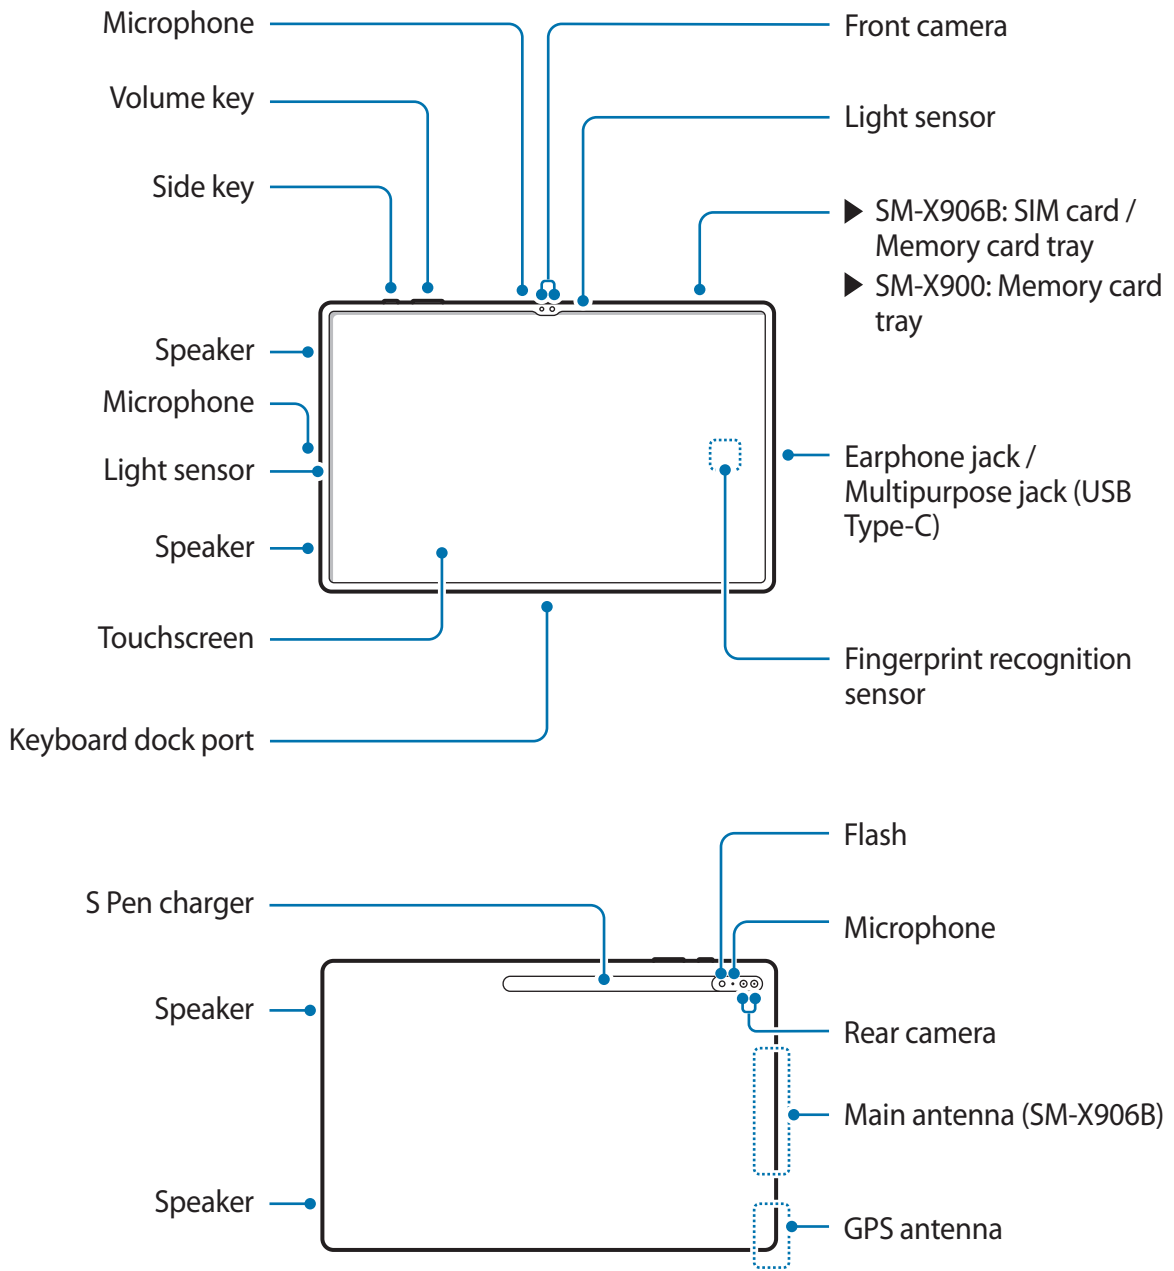 Microphone
Volume key
Side key
Speaker
Microphone
Light sensor
Speaker
Touchscreen
Keyboard dock port
Front camera
Light sensor
▶ SM-X906B: SIM card /
Memory card tray
▶ SM-X900: Memory card
tray
Earphone jack /
Multipurpose jack (USB
Type-C)
Fingerprint recognition
sensor
S Pen charger
Speaker
Speaker
Flash
Microphone
Rear camera
Main antenna (SM-X906B)
GPS antenna